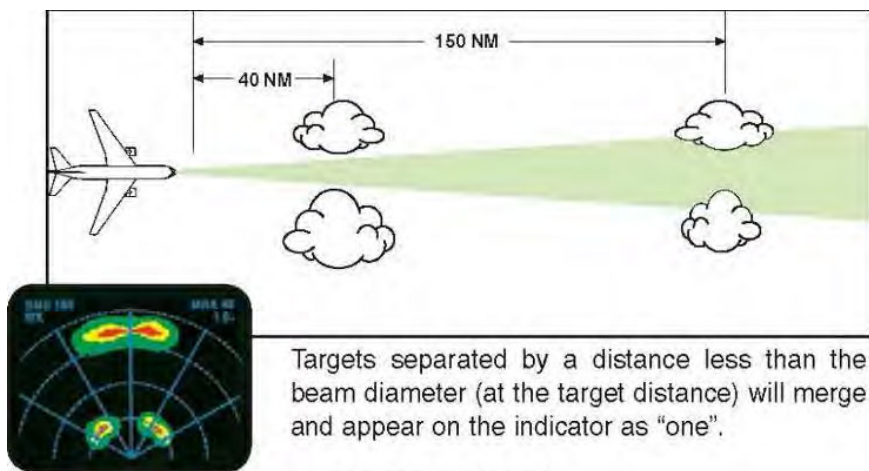 150 NM
40 NM
Targets separated by a distance less than the
beam diameter (at the target distance) will merge
and appear on the indicator as "one".